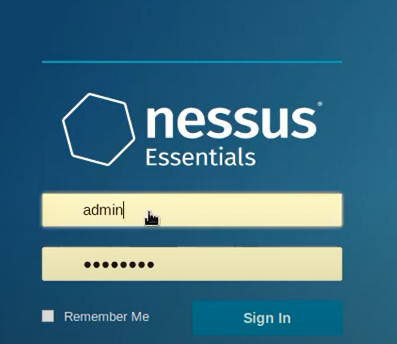 nessus®
Essentials
admin
••••••••
Remember Me
Sign In